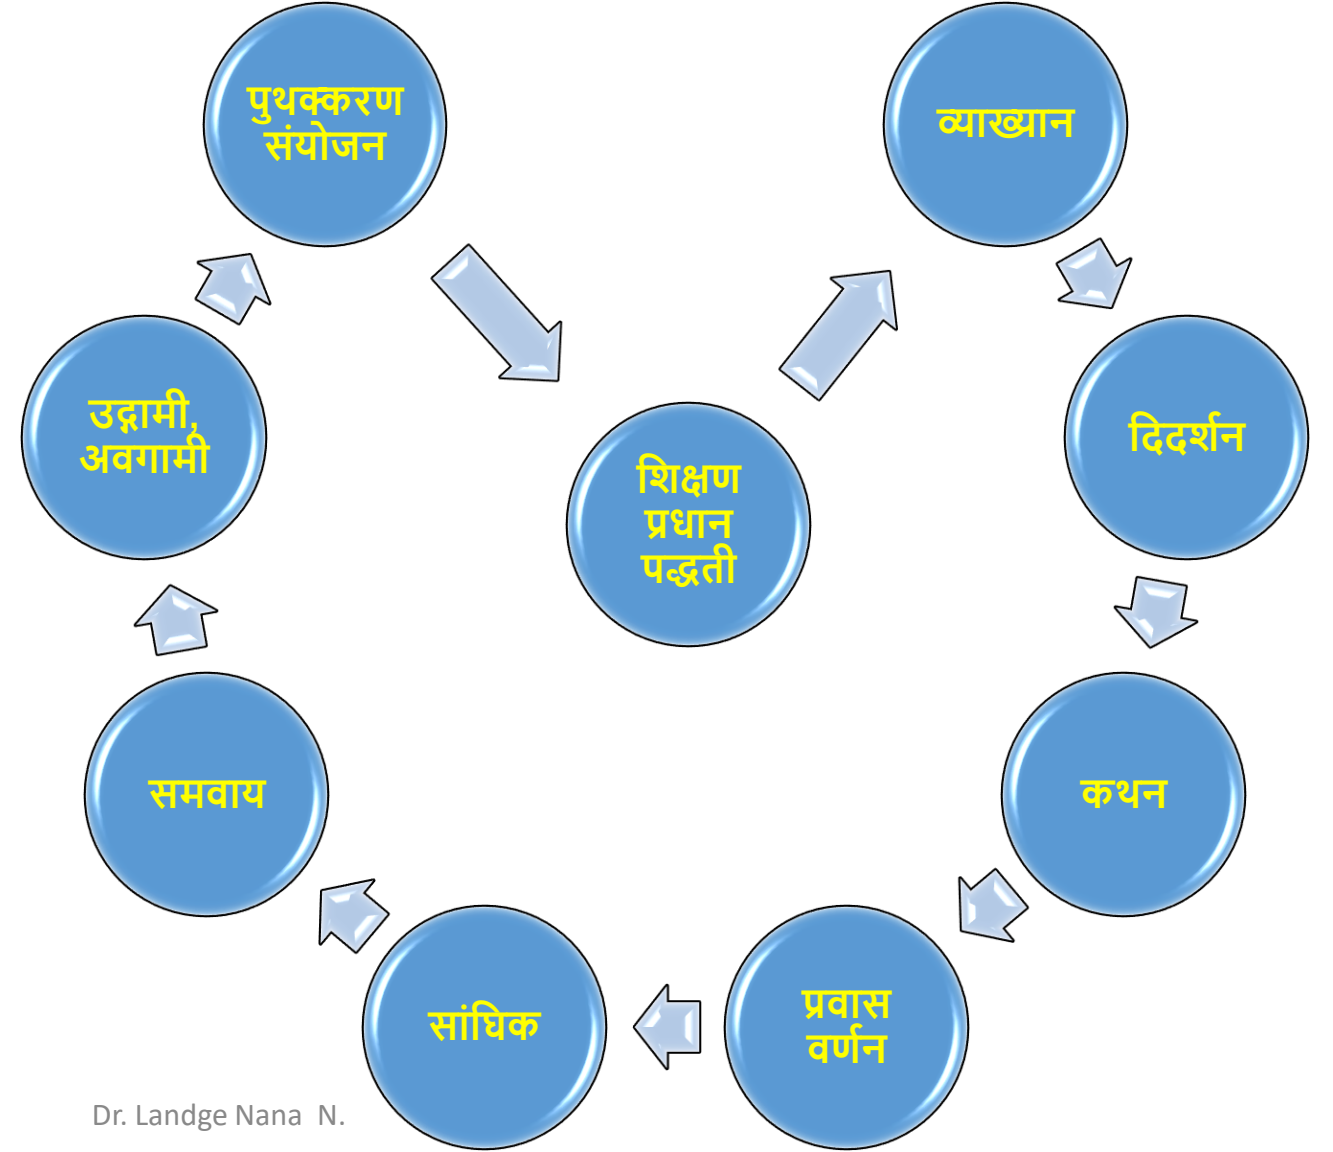 पुथक्करण
संयोजन
व्याख्यान
उद्गामी,
अवगामी
दिदर्शन
शिक्षण
प्रधान
पद्धती
समवाय
कथन
प्रवास
वर्णन
सांघिक
Dr. Landge Nana N.